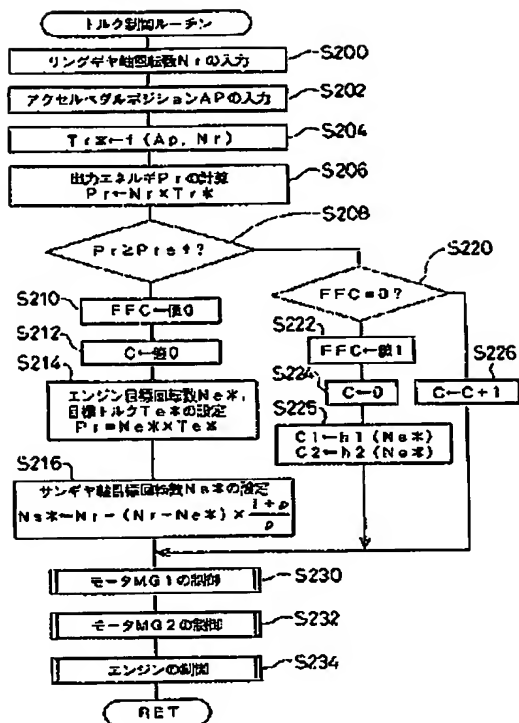 トルク制御ルーチン
リングギヤ軸回転数Nrの入力
S200
アクセルペダルポジションAPの入力
S202
Tr*←f(Ap, Nr)
S204
出力エネルギPrの計算
Pr←Nr×Tr*
S206
S208
Pr≥Pref?
S220
FFC=0?
S210
FFC←値0
S222
FFC←値1
S212
C←値0
S224
C←0
S226
C←C+1
S214
エンジン目標回転数Ne*,
目標トルクTe*の設定
Pr=Ne*×Te*
S225
C1←h1(Ne*)
C2←h2(Ne*)
S216
サンギヤ軸目標回転数Ns*の設定
Ns*←Nr-(Nr-Ne*)×(1+ρ)/ρ
モータMG1の制御
S230
モータMG2の制御
S232
エンジンの制御
S234
RET